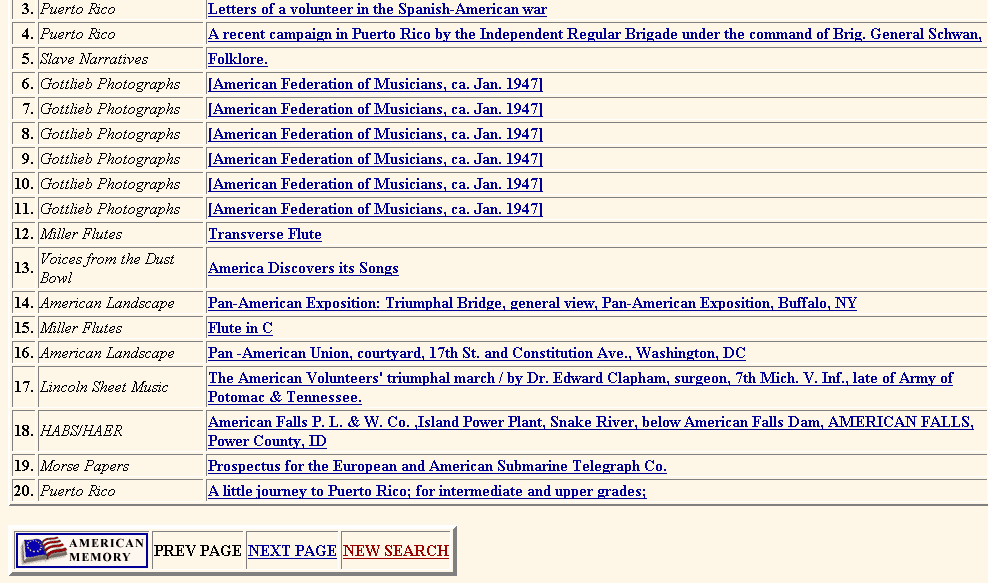 3. Puerto Rico Letters of a volunteer in the Spanish-American war
4. Puerto Rico A recent campaign in Puerto Rico by the Independent Regular Brigade under the command of Brig. General Schwan,
5. Slave Narratives Folklore.
6. Gottlieb Photographs [American Federation of Musicians, ca. Jan. 1947]
7. Gottlieb Photographs [American Federation of Musicians, ca. Jan. 1947]
8. Gottlieb Photographs [American Federation of Musicians, ca. Jan. 1947]
9. Gottlieb Photographs [American Federation of Musicians, ca. Jan. 1947]
10. Gottlieb Photographs [American Federation of Musicians, ca. Jan. 1947]
11. Gottlieb Photographs [American Federation of Musicians, ca. Jan. 1947]
12. Miller Flutes Transverse Flute
13. Voices from the Dust
Bowl America Discovers its Songs
14. American Landscape Pan-American Exposition: Triumphal Bridge, general view, Pan-American Exposition, Buffalo, NY
15. Miller Flutes Flute in C
16. American Landscape Pan -American Union, courtyard, 17th St. and Constitution Ave., Washington, DC
17. Lincoln Sheet Music The American Volunteers' triumphal march / by Dr. Edward Clapham, surgeon, 7th Mich. V. Inf., late of Army of
Potomac & Tennessee.
18. HABS/HAER American Falls P. L. & W. Co. ,Island Power Plant, Snake River, below American Falls Dam, AMERICAN FALLS,
Power County, ID
19. Morse Papers Prospectus for the European and American Submarine Telegraph Co.
20. Puerto Rico A little journey to Puerto Rico; for intermediate and upper grades;
AMERICAN
MEMORY
PREV PAGE NEXT PAGE NEW SEARCH